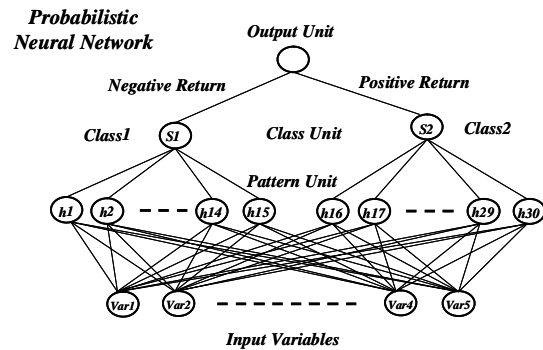 Probabilistic
Neural Network
Output Unit
Negative Return
Positive Return
Class1
S1
Class Unit
S2
Class2
Pattern Unit
h1 h2 h14 h15 h16 h17 h29 h30
Var1 Var2 Var4 Var5
Input Variables